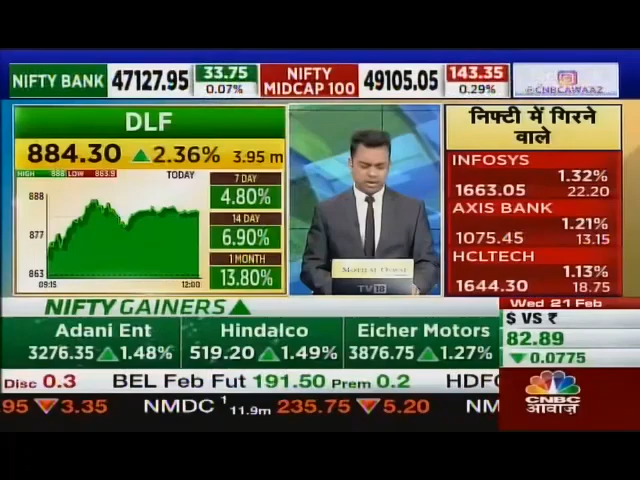 NIFTY BANK 47127.95 33.75 0.07%
NIFTY MIDCAP 100 49105.05 143.35 0.29%
@CNBCAWAAZ
DLF
884.30 ▲2.36% 3.95 m
HIGH 888 LOW 863.9 TODAY
888
877
863
09:15 12:00
7 DAY
4.80%
14 DAY
6.90%
1 MONTH
13.80%
TV18
निफ्टी में गिरने
वाले
INFOSYS
1.32%
1663.05 22.20
AXIS BANK
1.21%
1075.45 13.15
HCLTECH
1.13%
1644.30 18.75
NIFTY GAINERS ▲
Adani Ent
3276.35 ▲1.48%
Hindalco
519.20 ▲1.49%
Eicher Motors
3876.75 ▲1.27%
Wed 21 Feb
$ VS ₹
82.89
▼0.0775
Disc 0.3 BEL Feb Fut 191.50 Prem 0.2 HDFC
.95 ▼3.35 NMDC 1 11.9m 235.75 ▼5.20 NM
CNBC
आवाज़